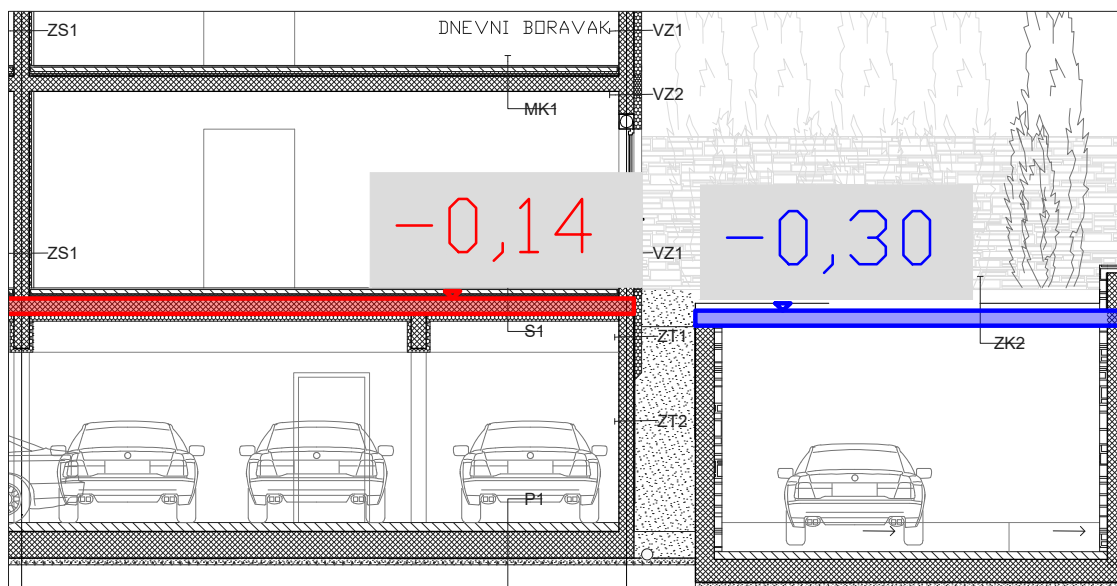 DNEVNI BORAVAK
ZS1
VZ1
VZ2
MK1
-0,14
-0,30
ZS1
VZ1
S1
ZT1
ZK2
ZT2
P1